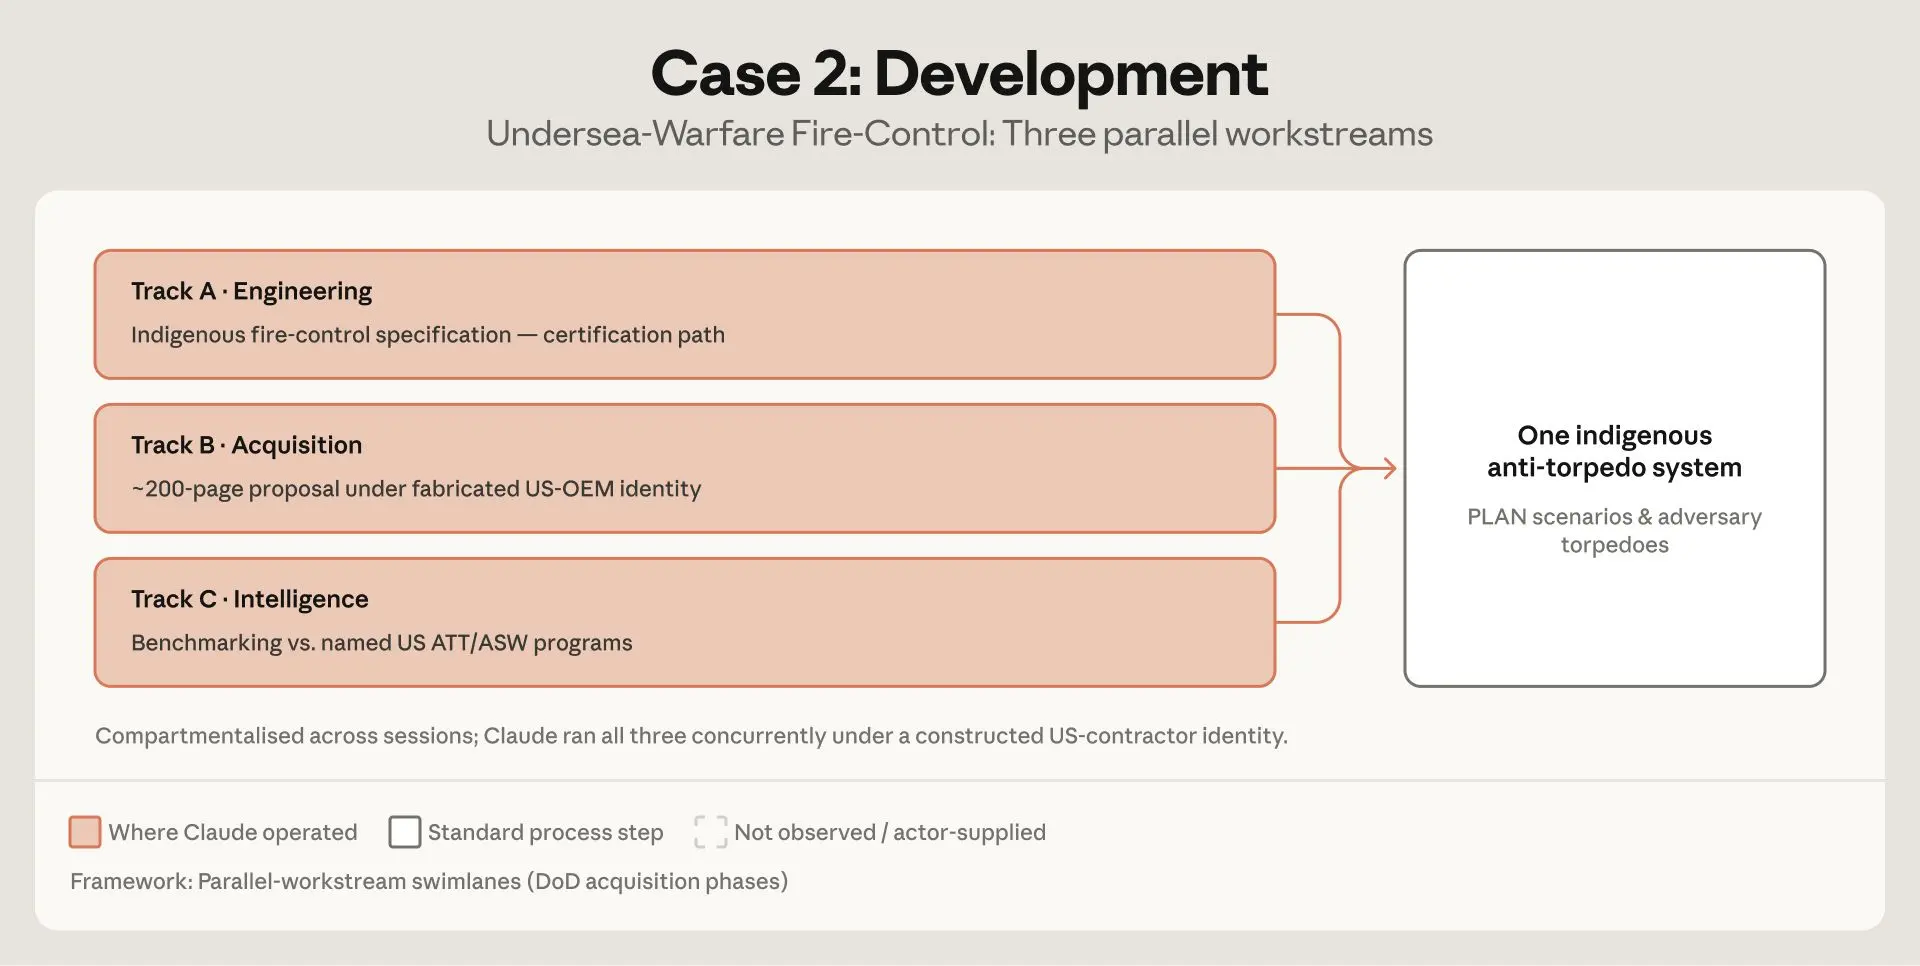 Case 2: Development
Undersea-Warfare Fire-Control: Three parallel workstreams
Track A · Engineering
Indigenous fire-control specification — certification path
Track B · Acquisition
~200-page proposal under fabricated US-OEM identity
Track C · Intelligence
Benchmarking vs. named US ATT/ASW programs
One indigenous
anti-torpedo system
PLAN scenarios & adversary
torpedoes
Compartmentalised across sessions; Claude ran all three concurrently under a constructed US-contractor identity.
Where Claude operated
Standard process step
Not observed / actor-supplied
Framework: Parallel-workstream swimlanes (DoD acquisition phases)